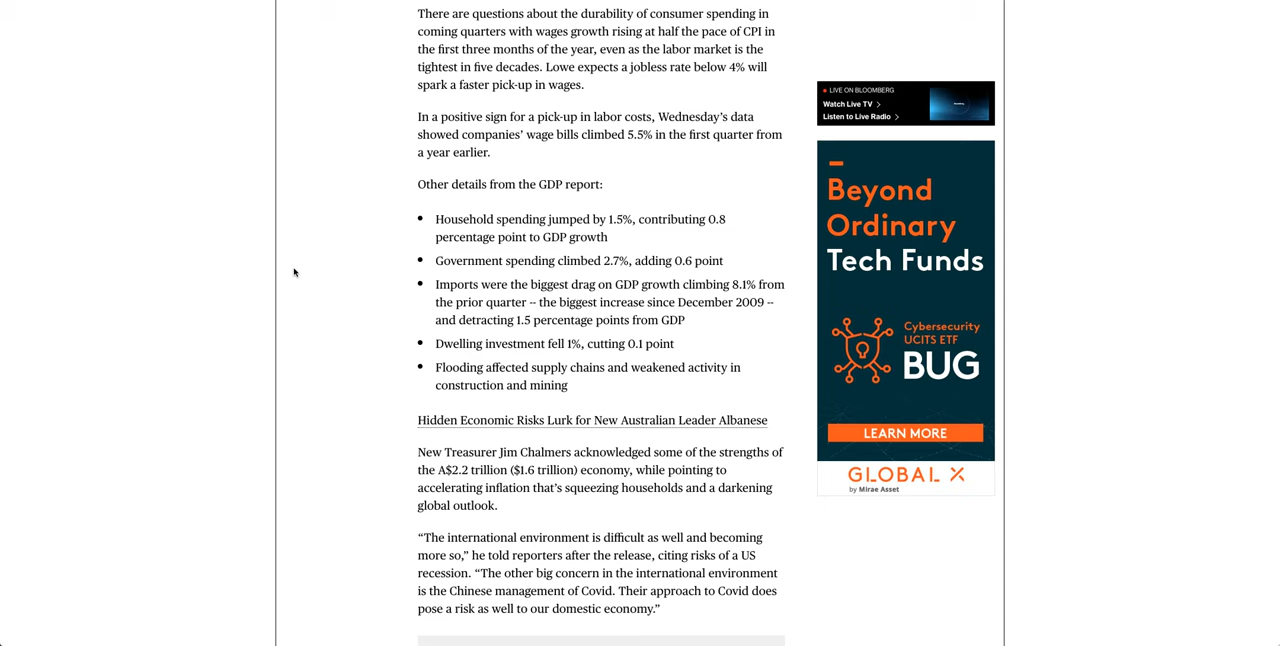 There are questions about the durability of consumer spending in
coming quarters with wages growth rising at half the pace of CPI in
the first three months of the year, even as the labor market is the
tightest in five decades. Lowe expects a jobless rate below 4% will
spark a faster pick-up in wages.
In a positive sign for a pick-up in labor costs, Wednesday’s data
showed companies’ wage bills climbed 5.5% in the first quarter from
a year earlier.
Other details from the GDP report:
• Household spending jumped by 1.5%, contributing 0.8
percentage point to GDP growth
• Government spending climbed 2.7%, adding 0.6 point
• Imports were the biggest drag on GDP growth climbing 8.1% from
the prior quarter -- the biggest increase since December 2009 --
and detracting 1.5 percentage points from GDP
• Dwelling investment fell 1%, cutting 0.1 point
• Flooding affected supply chains and weakened activity in
construction and mining
Hidden Economic Risks Lurk for New Australian Leader Albanese
New Treasurer Jim Chalmers acknowledged some of the strengths of
the A$2.2 trillion ($1.6 trillion) economy, while pointing to
accelerating inflation that’s squeezing households and a darkening
global outlook.
“The international environment is difficult as well and becoming
more so,” he told reporters after the release, citing risks of a US
recession. “The other big concern in the international environment
is the Chinese management of Covid. Their approach to Covid does
pose a risk as well to our domestic economy.”
LIVE ON BLOOMBERG
Watch Live TV >
Listen to Live Radio >
Beyond
Ordinary
Tech Funds
Cybersecurity
UCITS ETF
BUG
LEARN MORE
GLOBAL X
by Mirae Asset